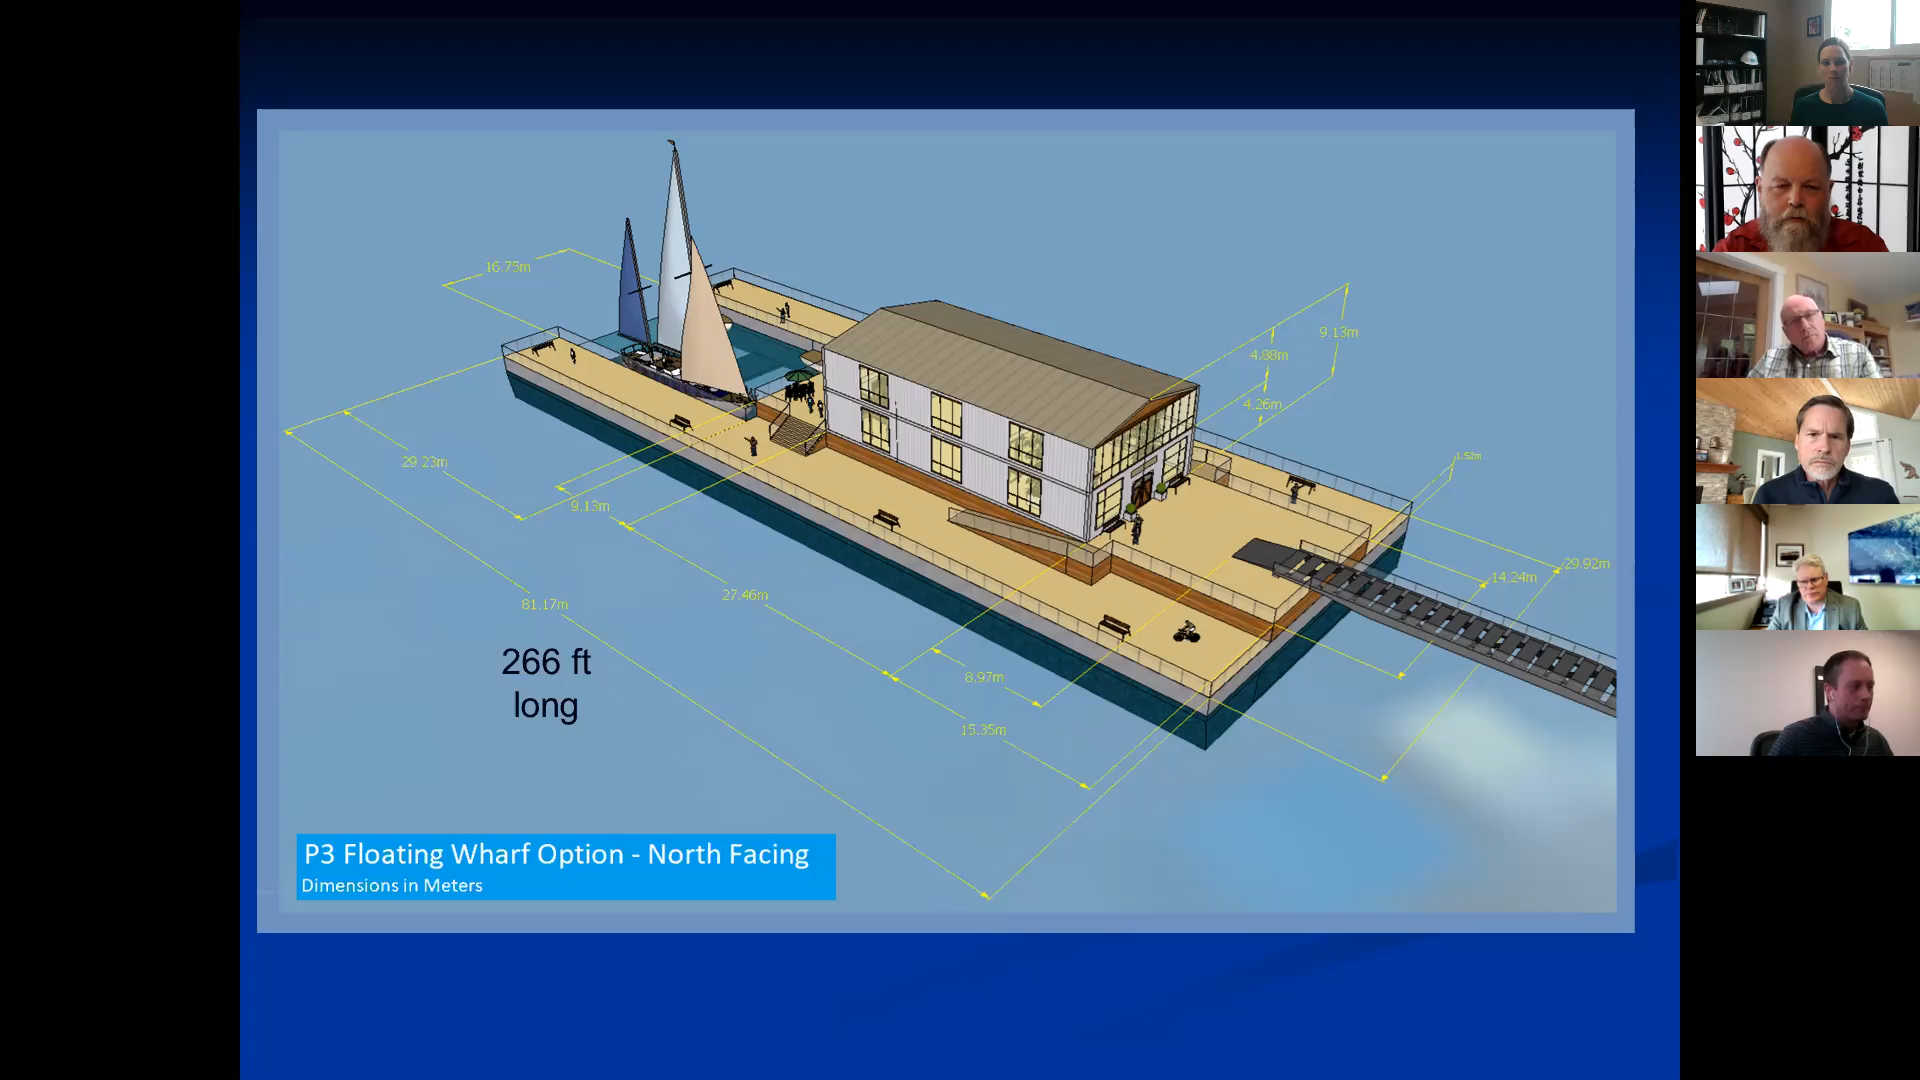 16.75m
9.13m
4.88m
4.26m
29.23m
1.52m
9.13m
14.24m
29.92m
27.46m
81.17m
266 ft
long
8.97m
15.35m
P3 Floating Wharf Option - North Facing
Dimensions in Meters